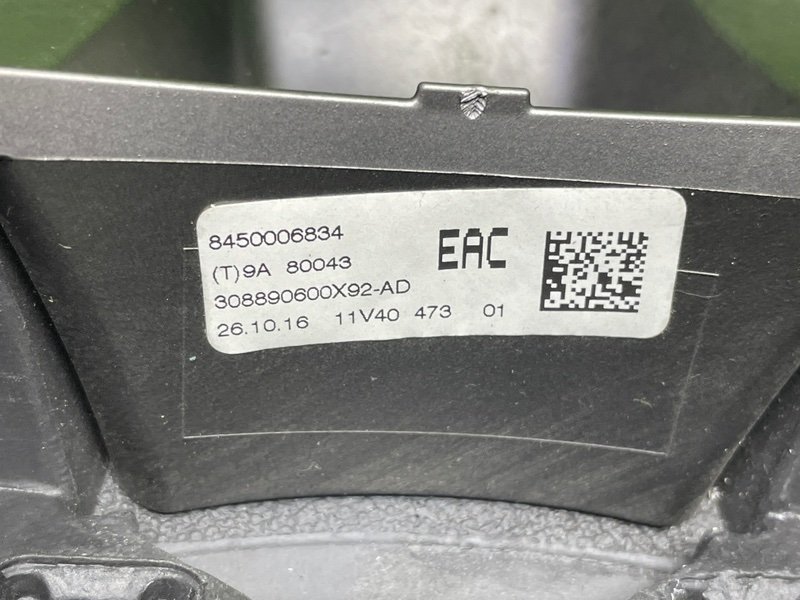 8450006834
EAC
(T)9A 80043
308890600X92-AD
26.10.16 11V40 473 01